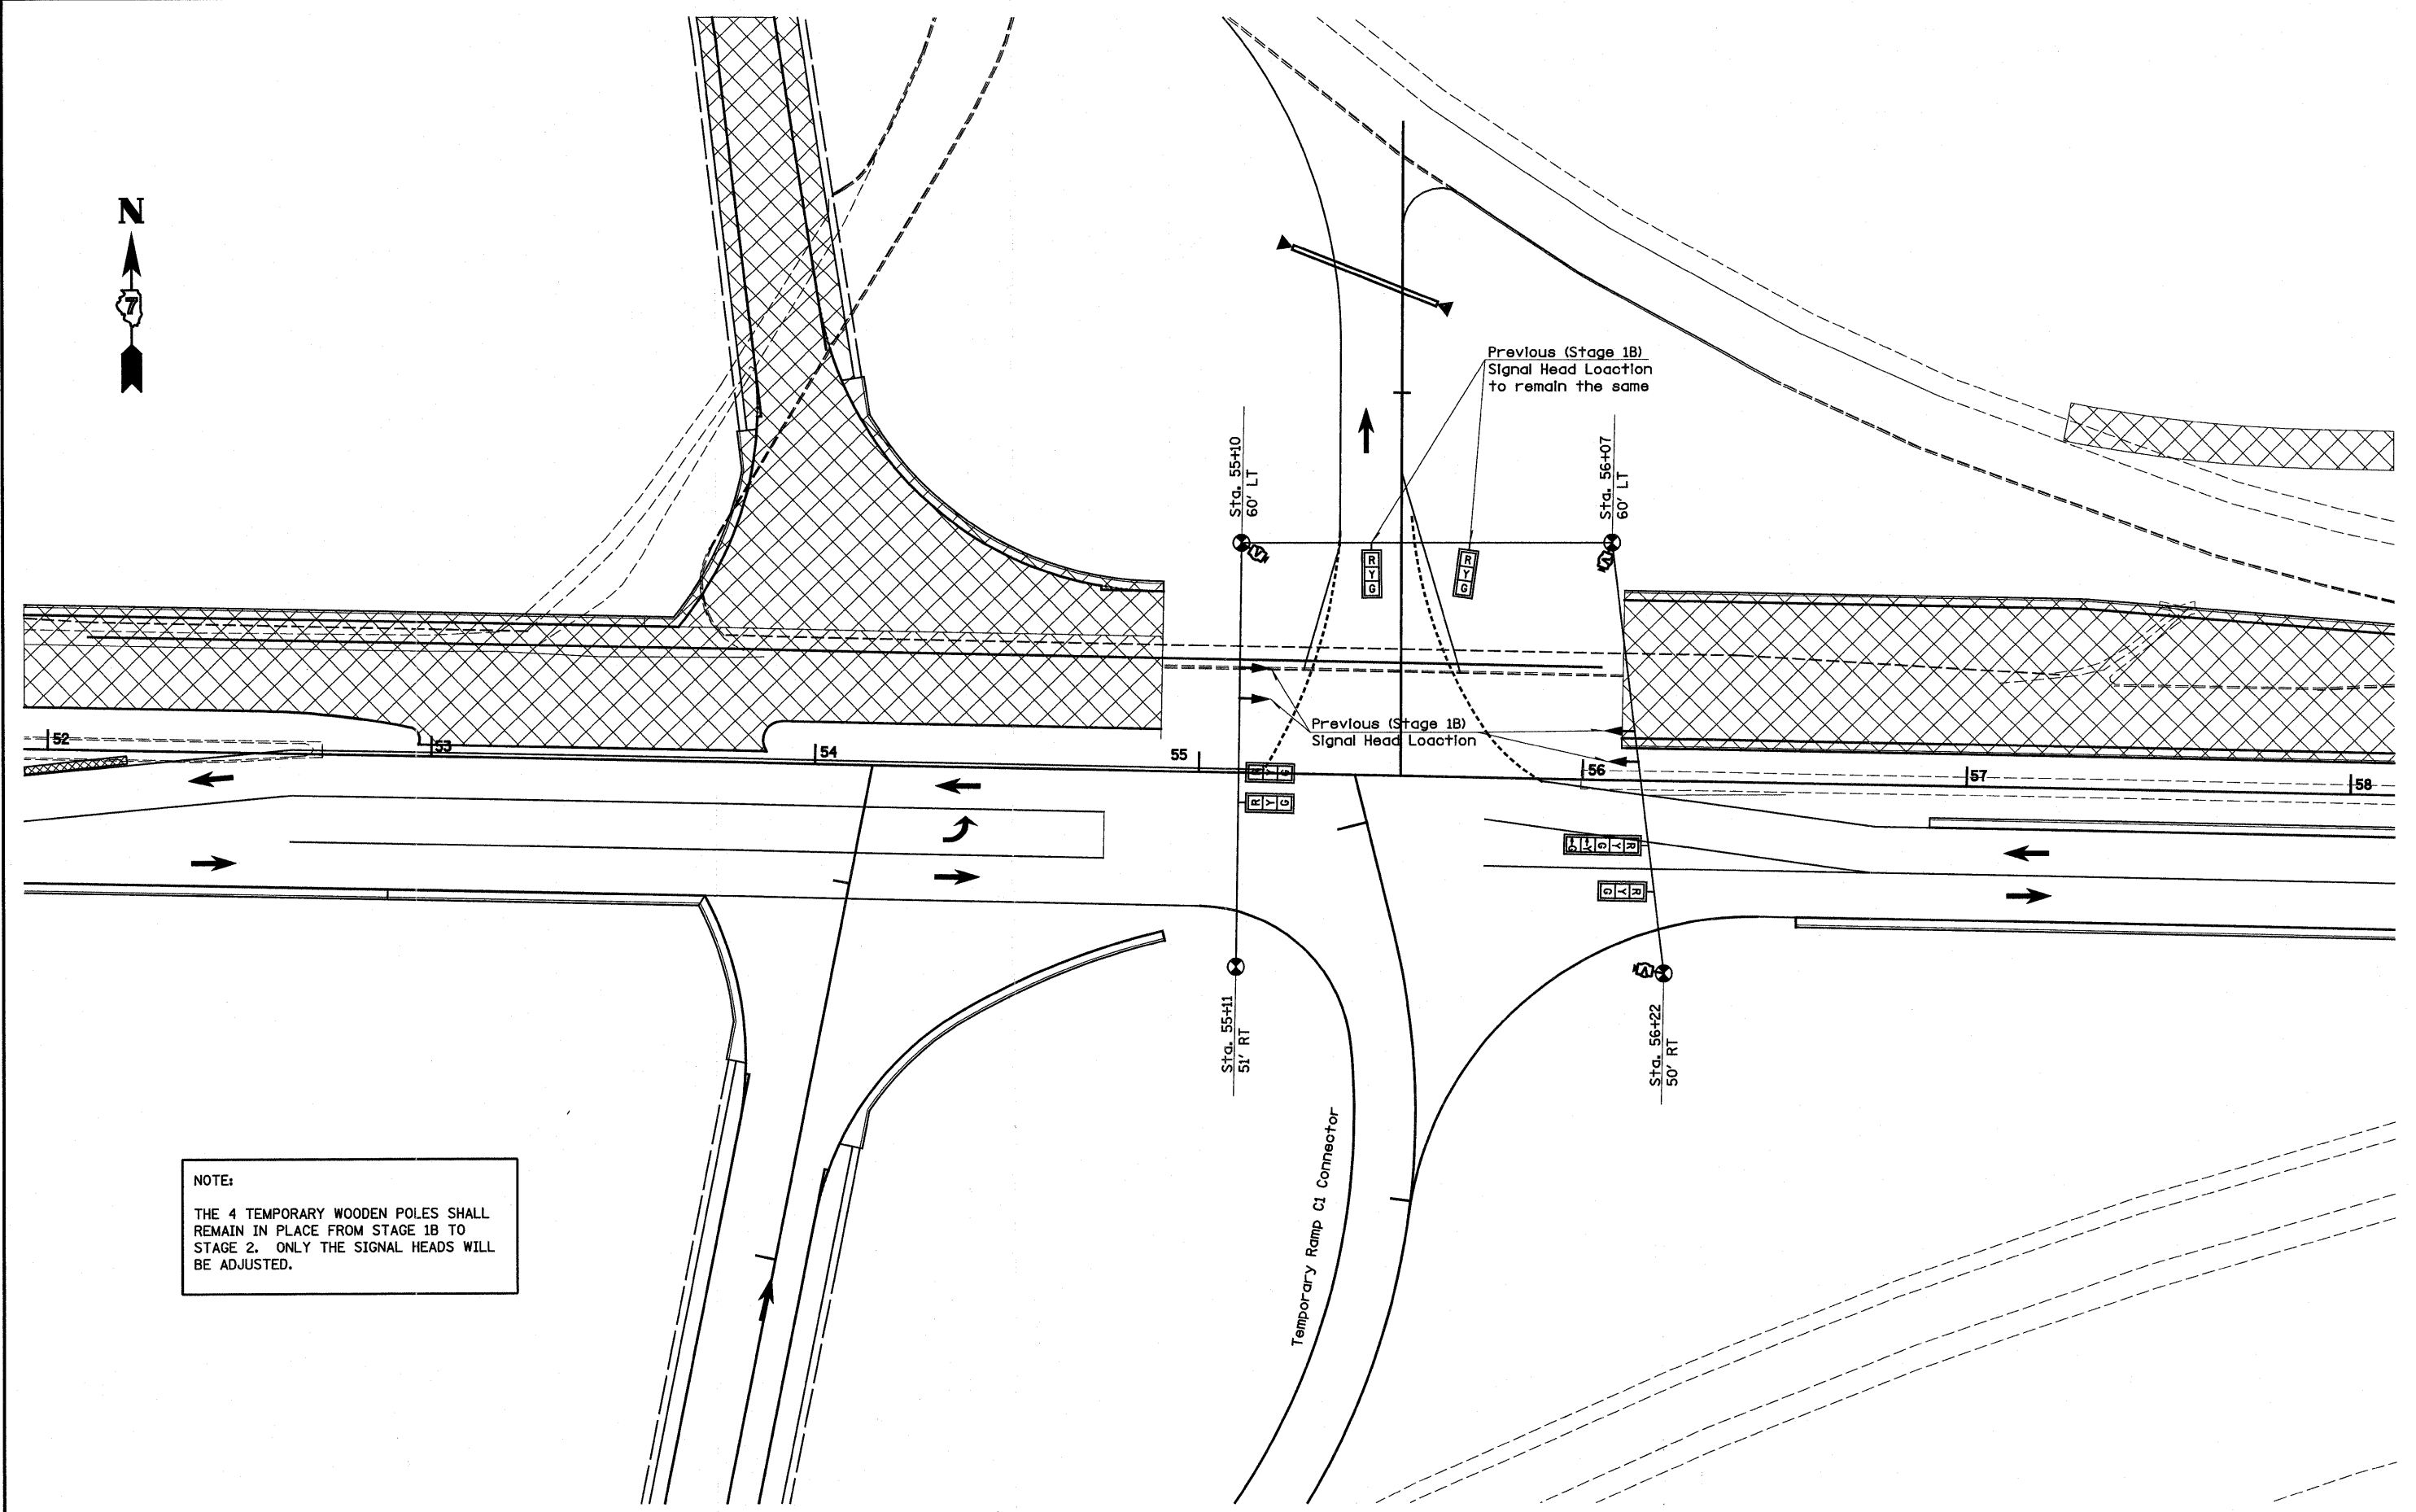 N
7
Previous (Stage 1B)
Signal Head Loaction
to remain the same
Sta. 55+10
60' LT
Sta. 56+07
60' LT
V
V
R
Y
G
R
Y
G
Previous (Stage 1B)
Signal Head Loaction
52
53
54
55
56
57
58
R Y G
R Y G
R Y G ←Y ←G
R Y G
V
Sta. 55+11
51' RT
Sta. 56+22
50' RT
Temporary Ramp C1 Connector
NOTE:
THE 4 TEMPORARY WOODEN POLES SHALL
REMAIN IN PLACE FROM STAGE 1B TO
STAGE 2. ONLY THE SIGNAL HEADS WILL
BE ADJUSTED.